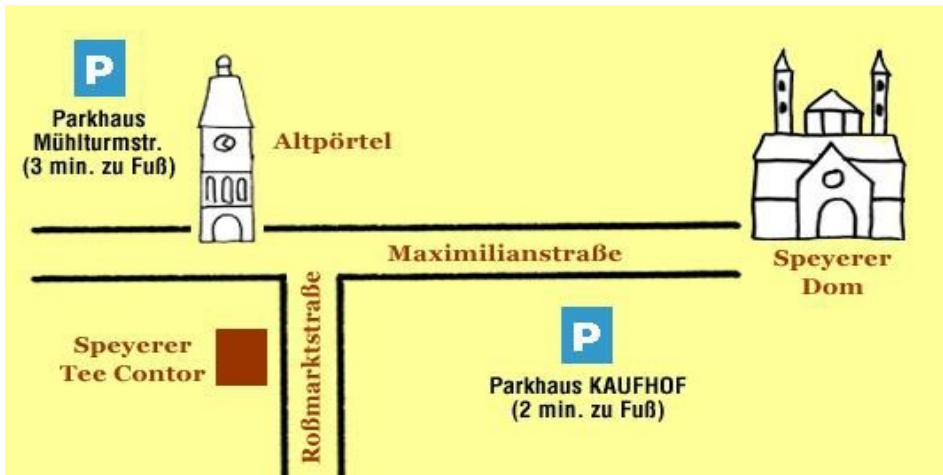 P
Parkhaus
Mühlturmstr.
(3 min. zu Fuß)
Altpörtel
Maximilianstraße
Speyerer
Dom
Roßmarktstraße
Speyerer
Tee Contor
P
Parkhaus KAUFHOF
(2 min. zu Fuß)